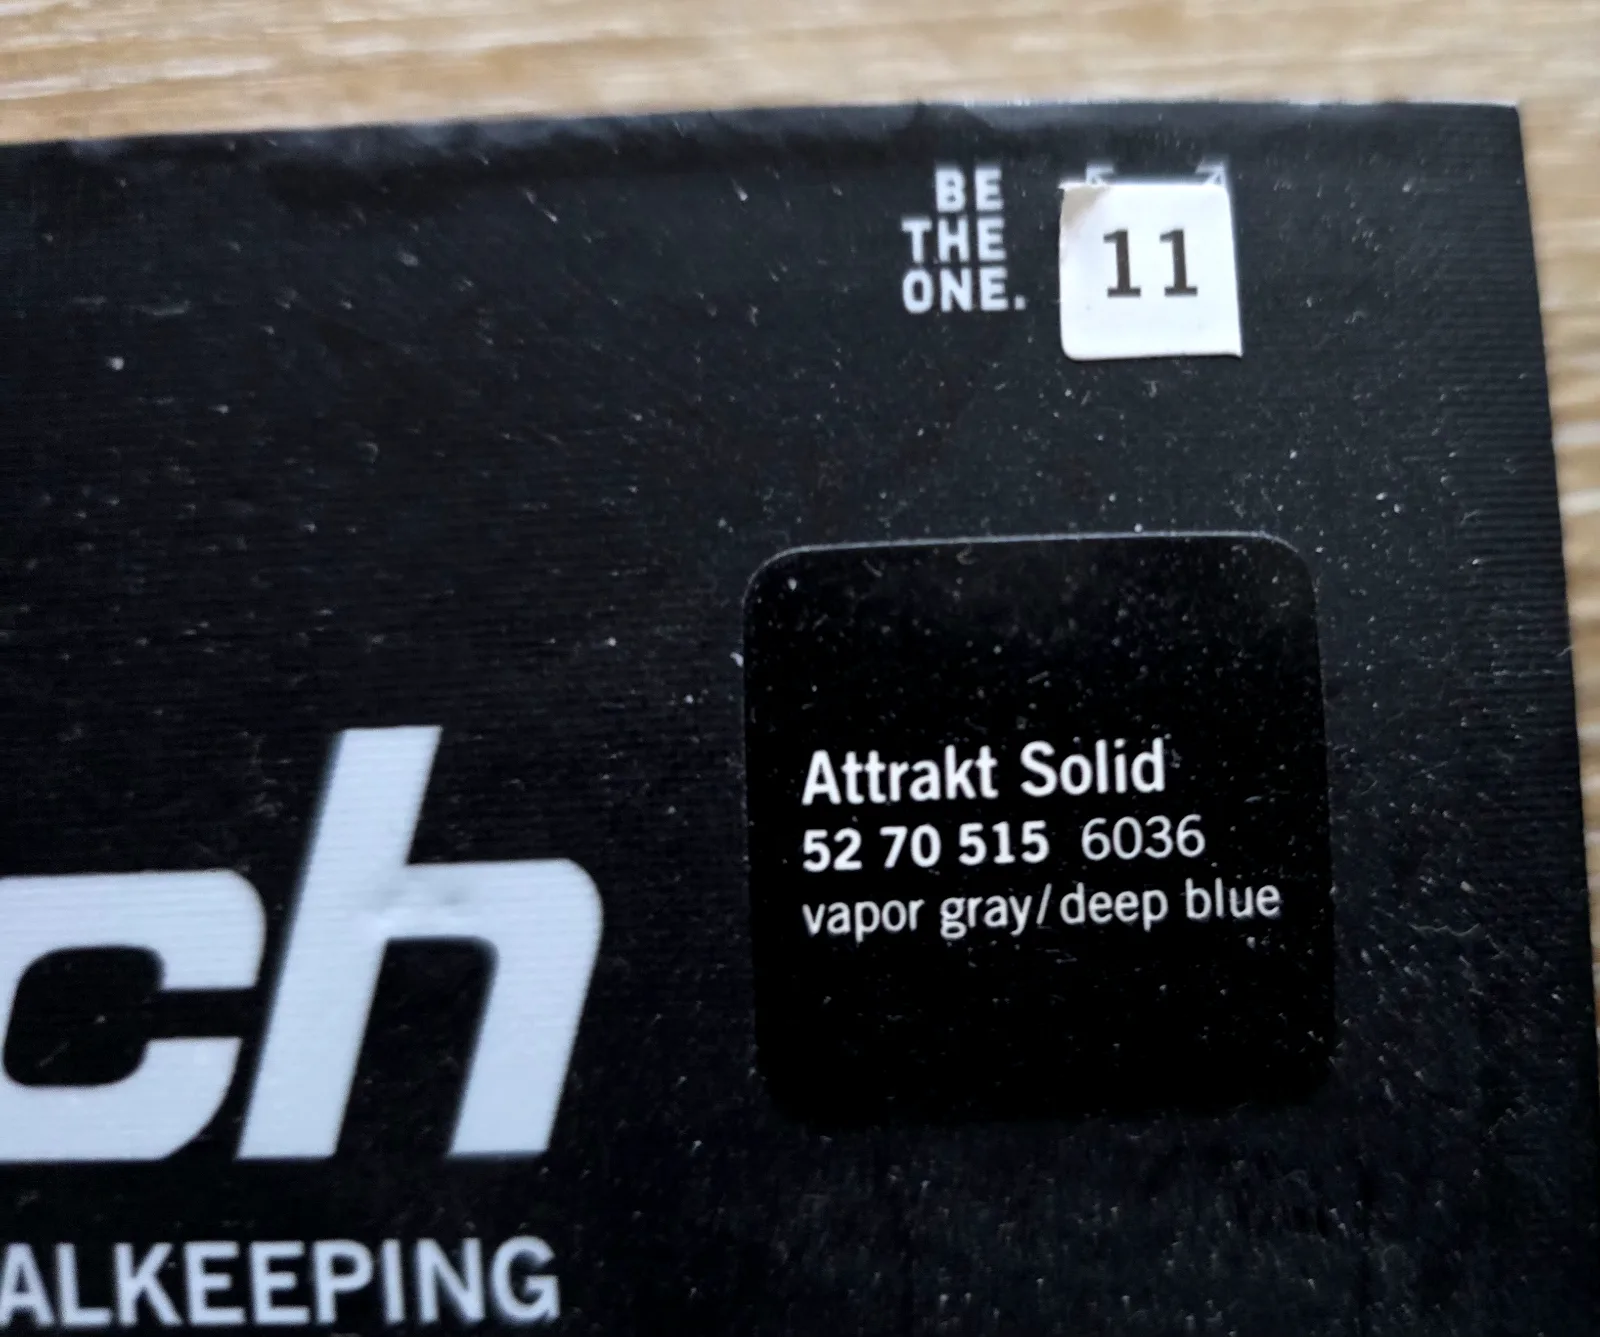 BE
THE
ONE.
11
Attrakt Solid
52 70 515 6036
vapor gray/deep blue
ch
ALKEEPING